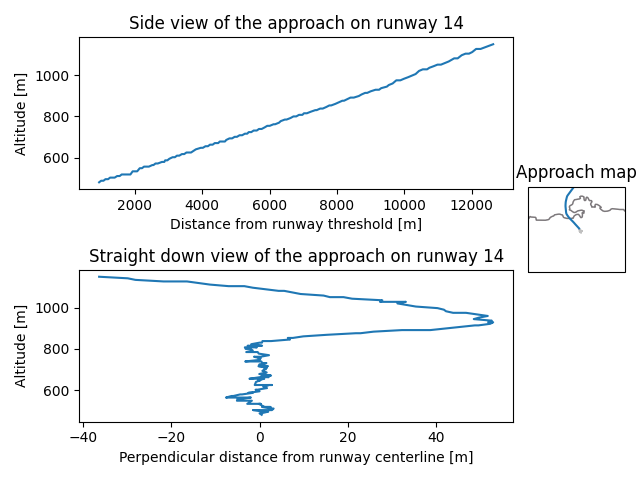 Side view of the approach on runway 14
1000
800
600
Altitude [m]
2000 4000 6000 8000 10000 12000
Distance from runway threshold [m]
Approach map
Straight down view of the approach on runway 14
1000
800
600
Altitude [m]
−40 −20 0 20 40
Perpendicular distance from runway centerline [m]